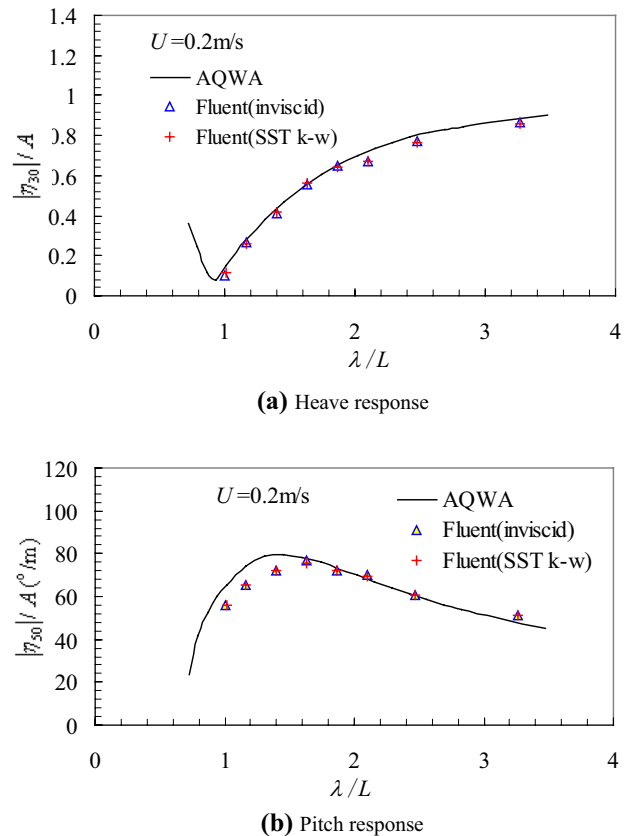 1.4
1.2
1
0.8
0.6
0.4
0.2
0
|η₃₀| / A
U=0.2m/s
AQWA
Fluent(inviscid)
Fluent(SST k-w)
0 1 2 3 4
λ/L
(a) Heave response
120
100
80
60
40
20
0
|η₅₀| / A (°/m)
U=0.2m/s
AQWA
Fluent(inviscid)
Fluent(SST k-w)
0 1 2 3 4
λ/L
(b) Pitch response